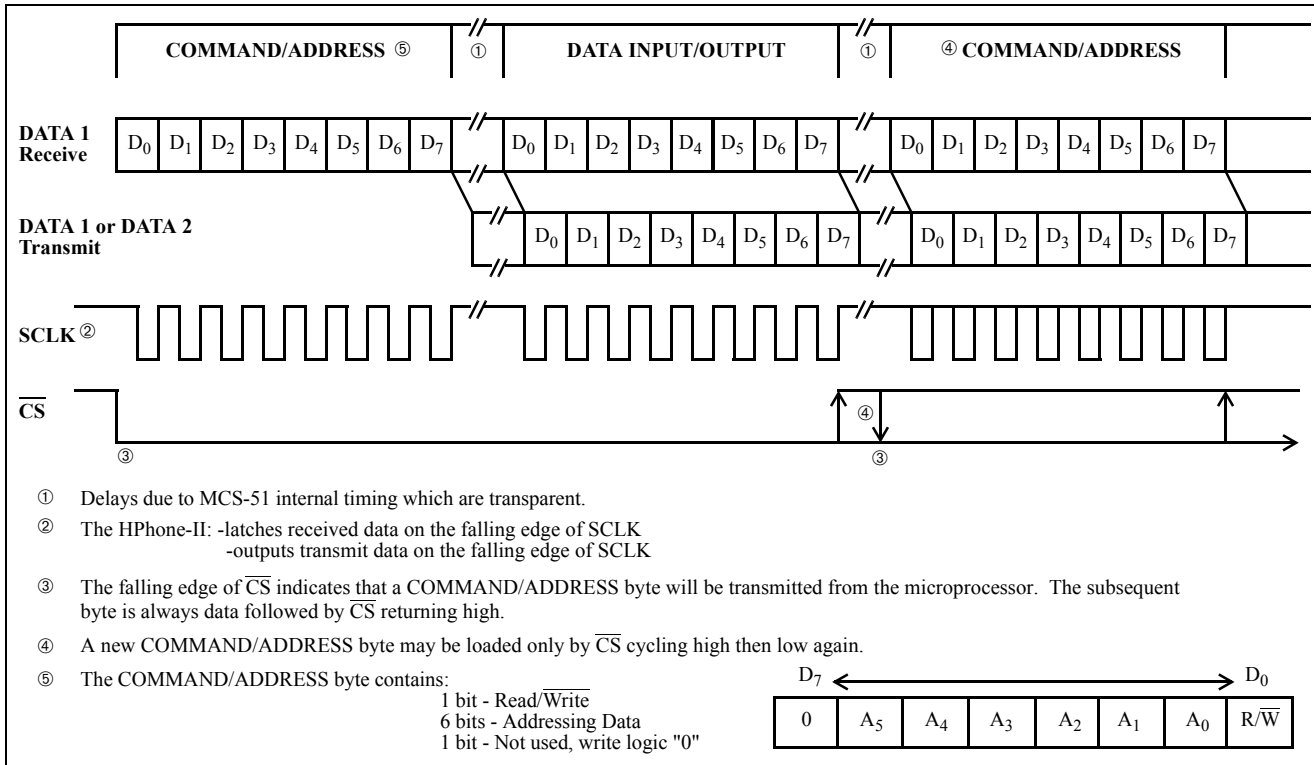 COMMAND/ADDRESS ⑤ ① DATA INPUT/OUTPUT ① ④ COMMAND/ADDRESS
DATA 1
Receive
D0 D1 D2 D3 D4 D5 D6 D7 D0 D1 D2 D3 D4 D5 D6 D7 D0 D1 D2 D3 D4 D5 D6 D7
DATA 1 or DATA 2
Transmit
D0 D1 D2 D3 D4 D5 D6 D7 D0 D1 D2 D3 D4 D5 D6 D7
SCLK ②
CS
④
③ ③
① Delays due to MCS-51 internal timing which are transparent.
② The HPhone-II: -latches received data on the falling edge of SCLK
-outputs transmit data on the falling edge of SCLK
③ The falling edge of CS indicates that a COMMAND/ADDRESS byte will be transmitted from the microprocessor. The subsequent
byte is always data followed by CS returning high.
④ A new COMMAND/ADDRESS byte may be loaded only by CS cycling high then low again.
⑤ The COMMAND/ADDRESS byte contains:
1 bit - Read/Write
6 bits - Addressing Data
1 bit - Not used, write logic "0"
D7 D0
0 A5 A4 A3 A2 A1 A0 R/W